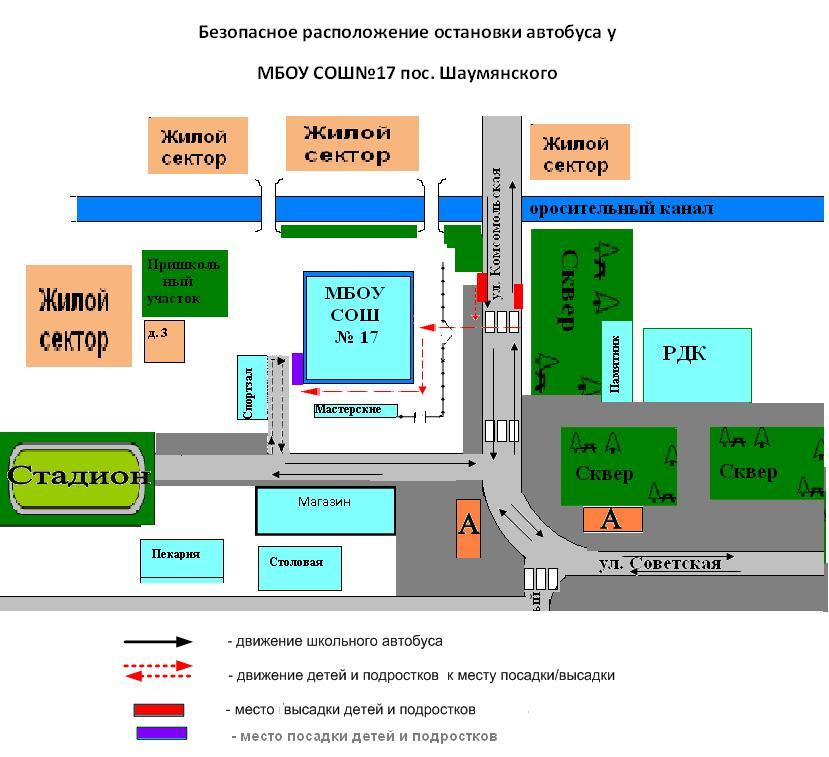 Безопасное расположение остановки автобуса у
МБОУ СОШ№17 пос. Шаумянского
Жилой
сектор
Жилой
сектор
Жилой
сектор
ул. Комсомольская
оросительный канал
Жилой
сектор
Пришколь
ный
участок
д. 3
МБОУ
СОШ
№ 17
Сквер
Памятник
РДК
Спортзал
Мастерские
Стадион
Магазин
Пекария
Столовая
А
А
Сквер
Сквер
ул. Советская
ый
- движение школьного автобуса
- движение детей и подростков к месту посадки/высадки
- место высадки детей и подростков
- место посадки детей и подростков